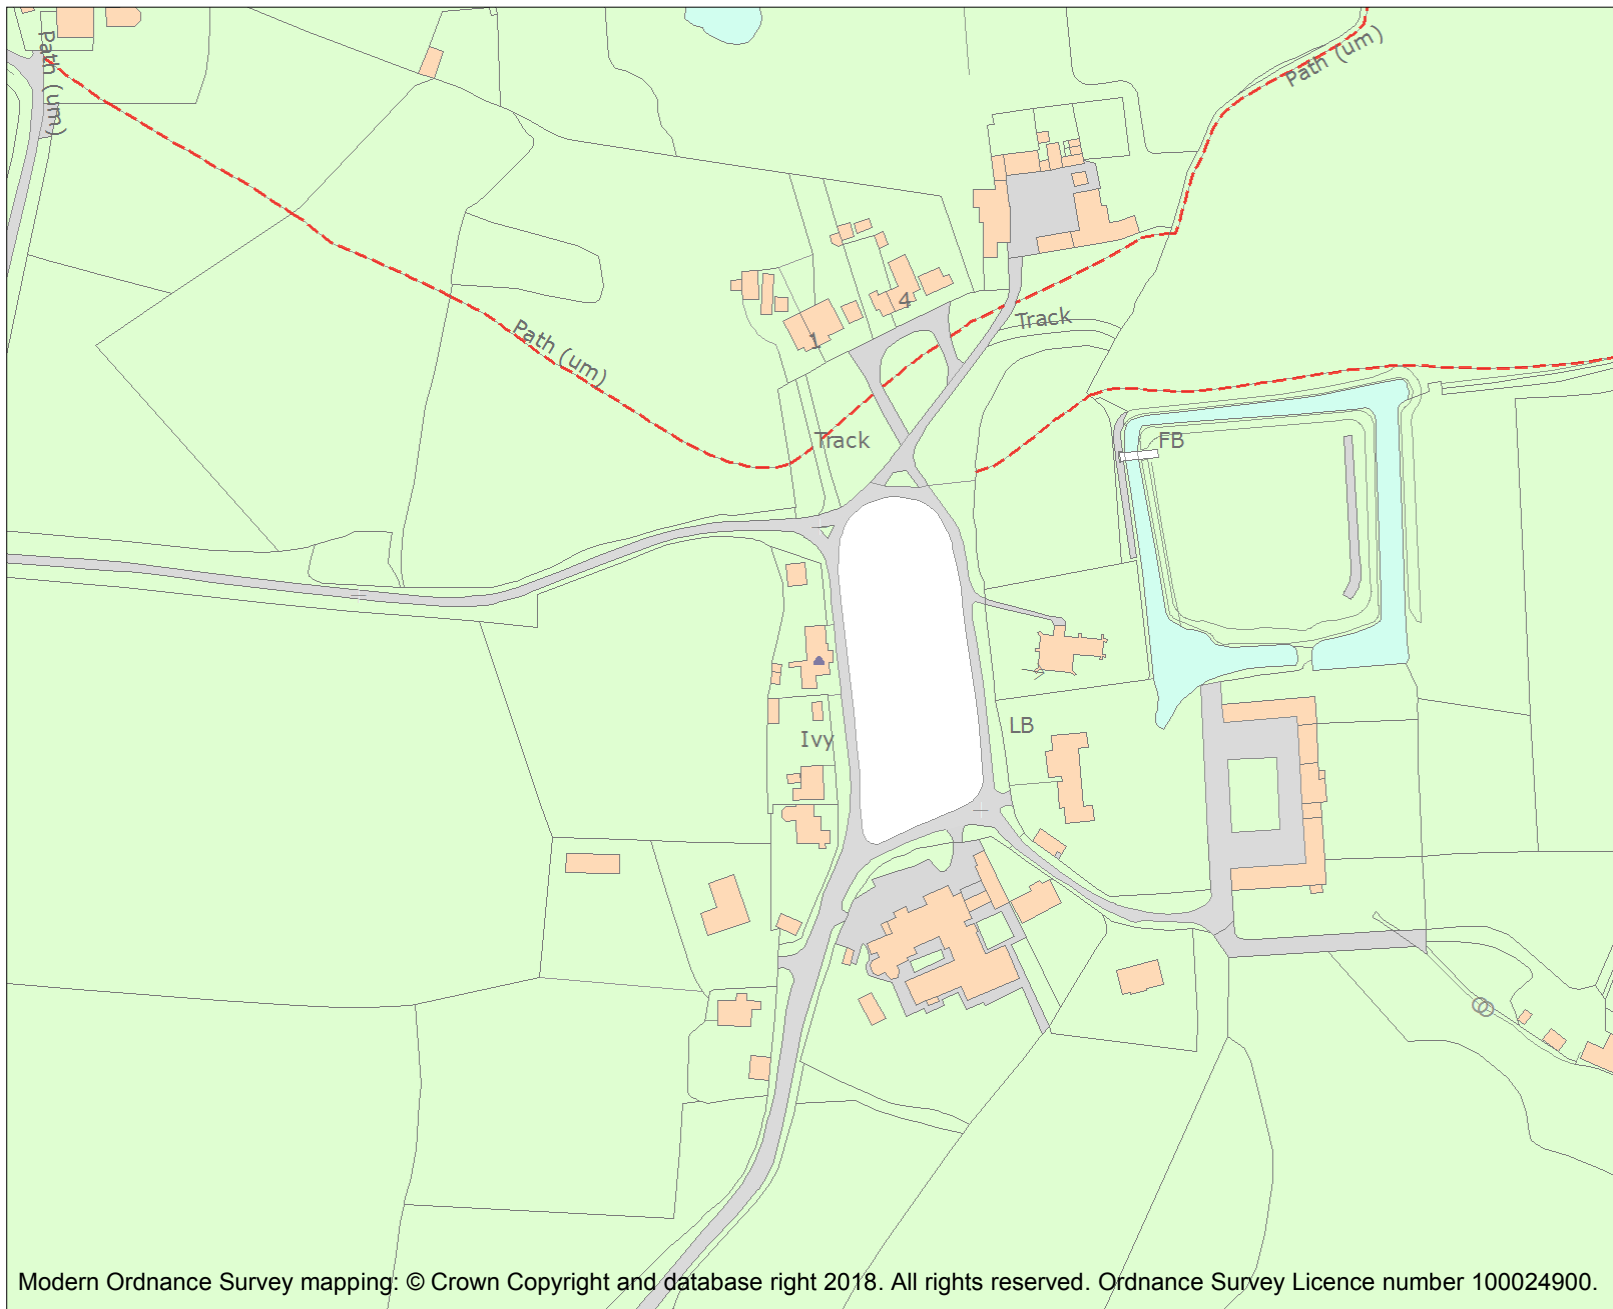 Path (um)
Path (um)
Path (um)
1
4
Track
Track
FB
LB
Ivy
Modern Ordnance Survey mapping: © Crown Copyright and database right 2018. All rights reserved. Ordnance Survey Licence number 100024900.